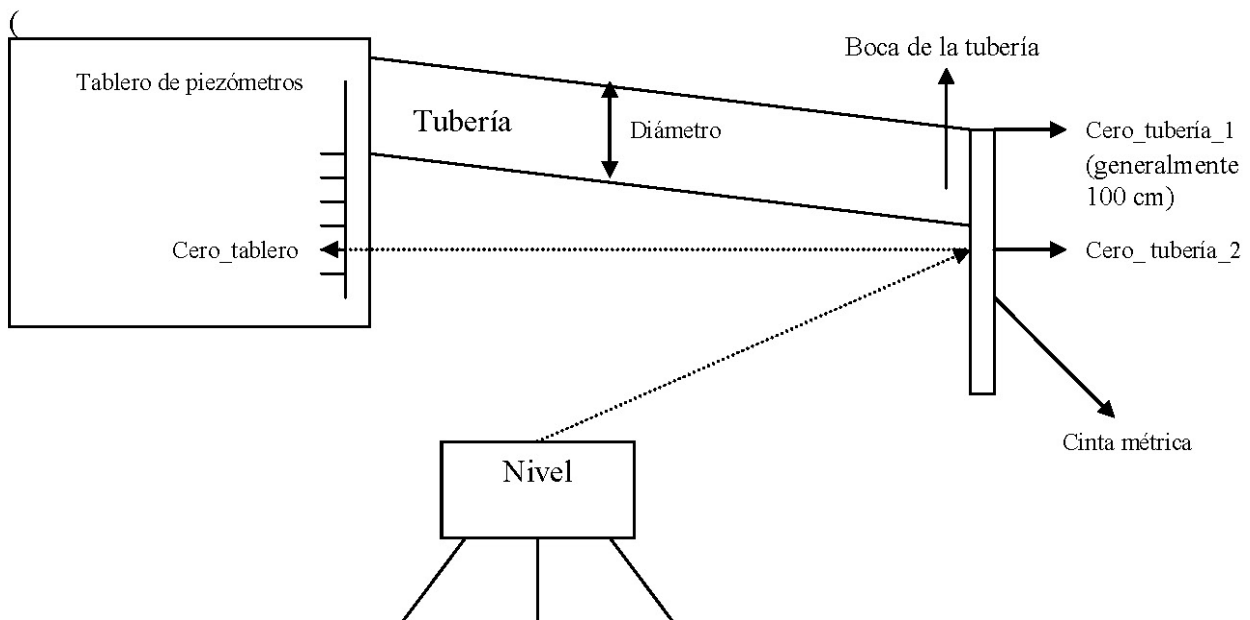 (
Boca de la tubería
Tablero de piezómetros
Tubería
Diámetro
Cero_tubería_1
(generalmente
100 cm)
Cero_tablero
Cero_ tubería_2
Cinta métrica
Nivel